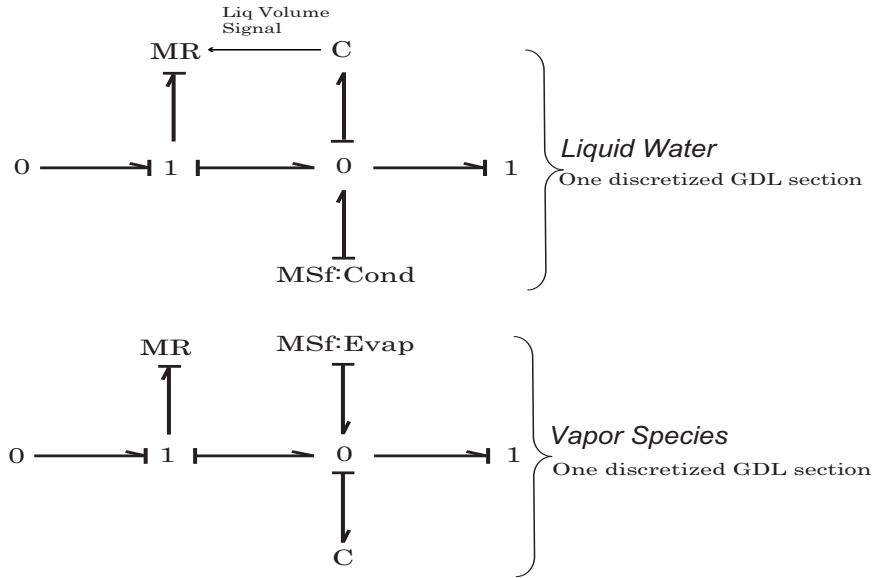 Liq Volume
Signal
MR
C
0
1
0
1
Liquid Water
One discretized GDL section
MSf:Cond
MR
MSf:Evap
0
1
0
1
Vapor Species
One discretized GDL section
C